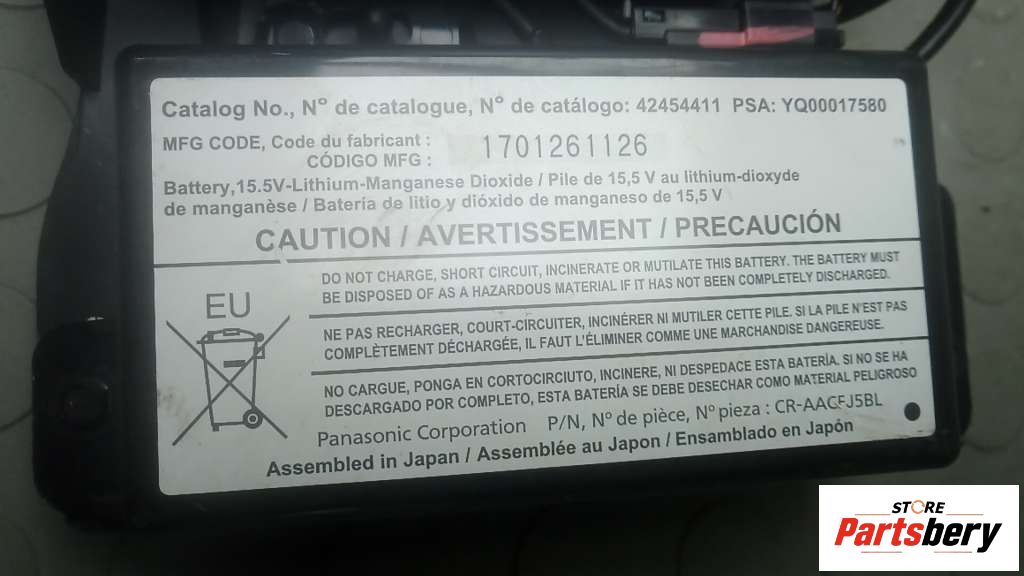 Catalog No., N° de catalogue, N° de catálogo: 42454411 PSA: YQ00017580
MFG CODE, Code du fabricant :
CÓDIGO MFG : 1701261126
Battery,15.5V-Lithium-Manganese Dioxide / Pile de 15,5 V au lithium-dioxyde
de manganèse / Batería de litio y dióxido de manganeso de 15,5 V
CAUTION / AVERTISSEMENT / PRECAUCIÓN
EU
DO NOT CHARGE, SHORT CIRCUIT, INCINERATE OR MUTILATE THIS BATTERY. THE BATTERY MUST
BE DISPOSED OF AS A HAZARDOUS MATERIAL IF IT HAS NOT BEEN COMPLETELY DISCHARGED.
NE PAS RECHARGER, COURT-CIRCUITER, INCINÉRER NI MUTILER CETTE PILE. SI LA PILE N'EST PAS
COMPLÈTEMENT DÉCHARGÉE, IL FAUT L'ÉLIMINER COMME UNE MARCHANDISE DANGEREUSE.
NO CARGUE, PONGA EN CORTOCIRCIUTO, INCINERE, NI DESPEDACE ESTA BATERÍA. SI NO SE HA
DESCARGADO POR COMPLETO, ESTA BATERÍA SE DEBE DESECHAR COMO MATERIAL PELIGROSO
Panasonic Corporation P/N, N° de pièce, N° pieza :
Assembled in Japan / Assemblée au Japon / Ensamblado en Japón
STORE
Partsbery